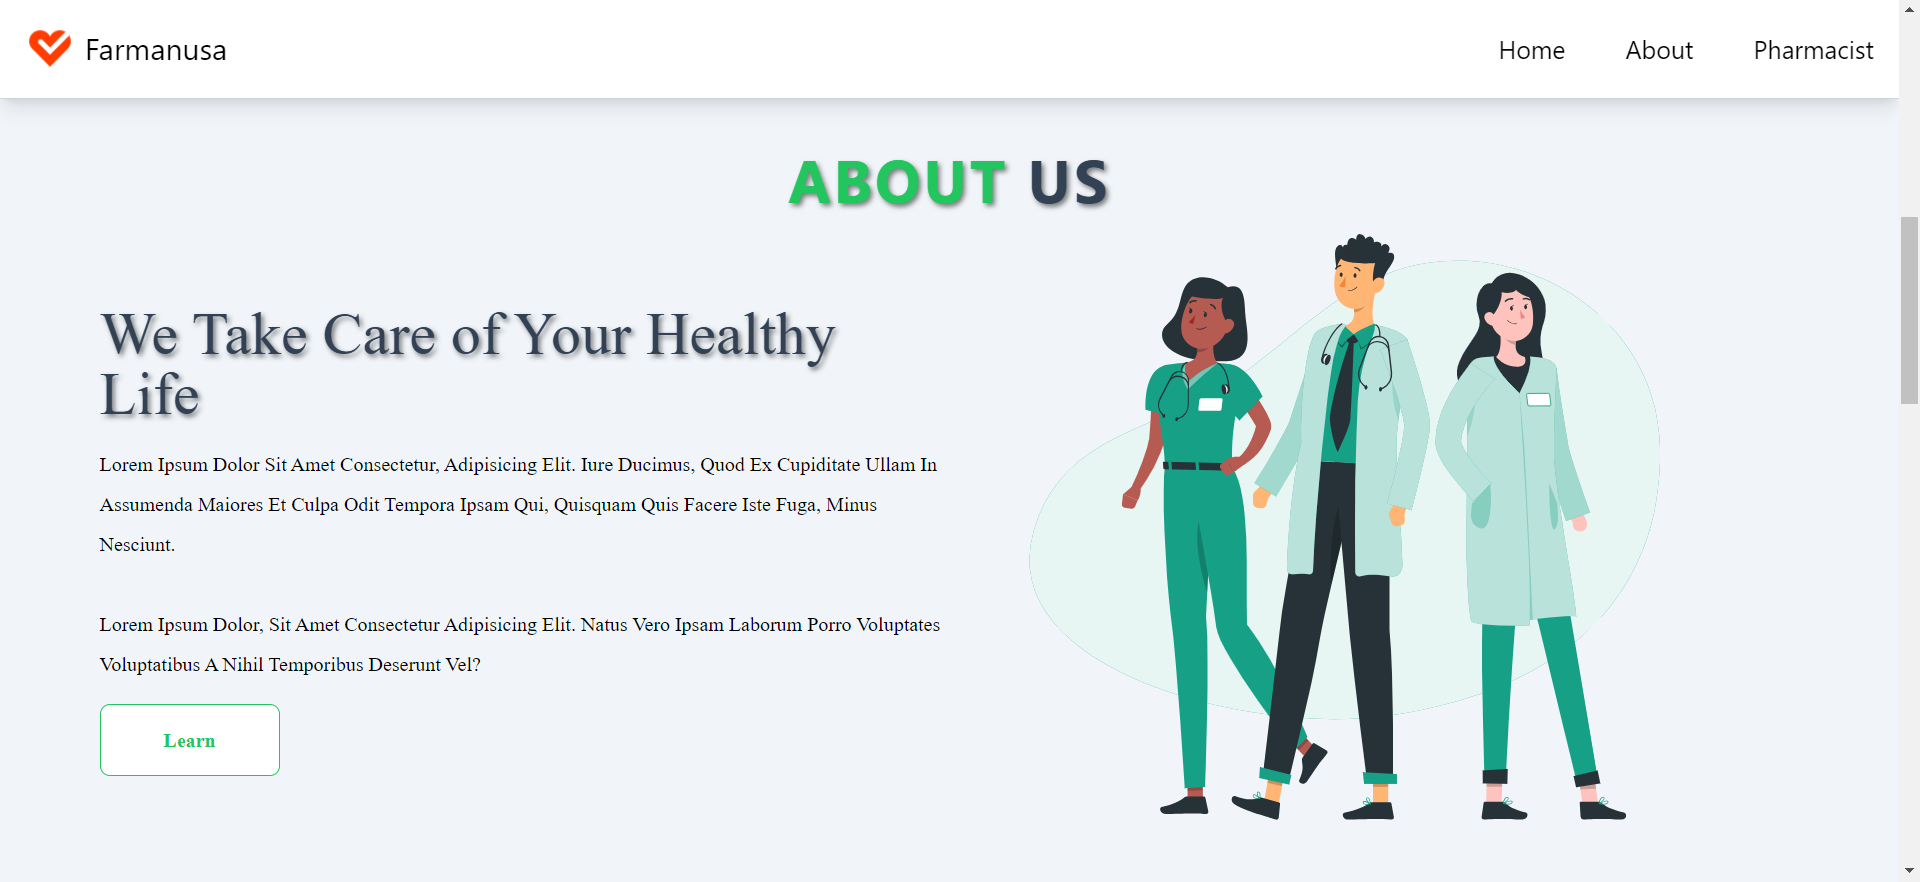 Farmanusa
Home
About
Pharmacist
ABOUT US
We Take Care of Your Healthy
Life
Lorem Ipsum Dolor Sit Amet Consectetur, Adipisicing Elit. Iure Ducimus, Quod Ex Cupiditate Ullam In
Assumenda Maiores Et Culpa Odit Tempora Ipsam Qui, Quisquam Quis Facere Iste Fuga, Minus
Nesciunt.
Lorem Ipsum Dolor, Sit Amet Consectetur Adipisicing Elit. Natus Vero Ipsam Laborum Porro Voluptates
Voluptatibus A Nihil Temporibus Deserunt Vel?
Learn